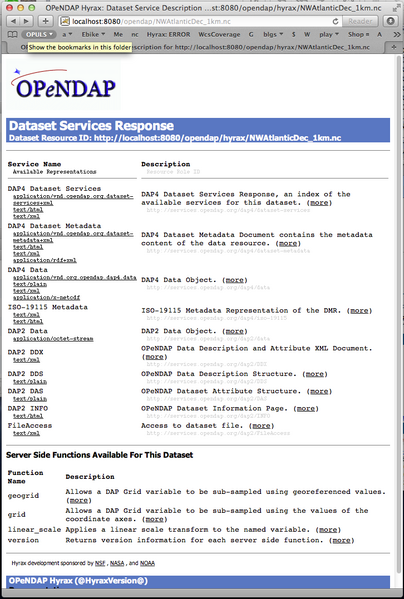 OPeNDAP Hyrax: Dataset Service Description ...st:8080/opendap/hyrax/NWAtlanticDec_1km.nc
localhost:8080/opendap/NWAtlanticDec_1km.nc
Reader
OPULS ▾ a ▾ Ebike ▾ Me nc Hyrax: ERROR WcsCoverage G blgs ▾ $ W play ▾ Shop ▾ A
Show the bookmarks in this folder
scription for http://localhost:8080/opendap/hyrax/NWAtlanticDec_1km.nc
OPeNDAP
Dataset Services Response
Dataset Resource ID: http://localhost:8080/opendap/hyrax/NWAtlanticDec_1km.nc
Service Name Description
Available Representations Resource Role ID
DAP4 Dataset Services
application/vnd.opendap.org.dataset-
services+xml
text/html
text/xml
DAP4 Dataset Services Response, an index of the
available services for this dataset. (more)
http://services.opendap.org/dap4/dataset-services
DAP4 Dataset Metadata
application/vnd.opendap.org.dataset-
metadata+xml
text/html
text/xml
application/rdf+xml
DAP4 Dataset Metadata Document contains the metadata
content of the data resource. (more)
http://services.opendap.org/dap4/dataset-metadata
DAP4 Data
application/vnd.org.opendap.dap4.data
text/plain
text/xml
application/x-netcdf
DAP4 Data Object. (more)
http://services.opendap.org/dap4/data
ISO-19115 Metadata
text/xml
text/html
ISO-19115 Metadata Representation of the DMR. (more)
http://services.opendap.org/dap4/iso-19115
DAP2 Data
application/octet-stream
DAP2 Data Object. (more)
http://services.opendap.org/dap2/data
DAP2 DDX
text/xml
OPeNDAP Data Description and Attribute XML Document.
(more)
http://services.opendap.org/dap2/DDX
DAP2 DDS
text/plain
OPeNDAP Data Description Structure. (more)
http://services.opendap.org/dap2/DDS
DAP2 DAS
text/plain
OPeNDAP Dataset Attribute Structure. (more)
http://services.opendap.org/dap2/DAS
DAP2 INFO
text/html
OPeNDAP Dataset Information Page. (more)
http://services.opendap.org/dap2/INFO
FileAccess
text/xml
Access to dataset file. (more)
http://services.opendap.org/dap2/FileAccess
Server Side Functions Available For This Dataset
Function
Name
Description
geogrid
Allows a DAP Grid variable to be sub-sampled using georeferenced values.
(more)
grid
Allows a DAP Grid variable to be sub-sampled using the values of the
coordinate axes. (more)
linear_scale Applies a linear scale transform to the named variable. (more)
version Returns version information for each server side function. (more)
Hyrax development sponsored by NSF , NASA , and NOAA
OPeNDAP Hyrax (@HyraxVersion@)